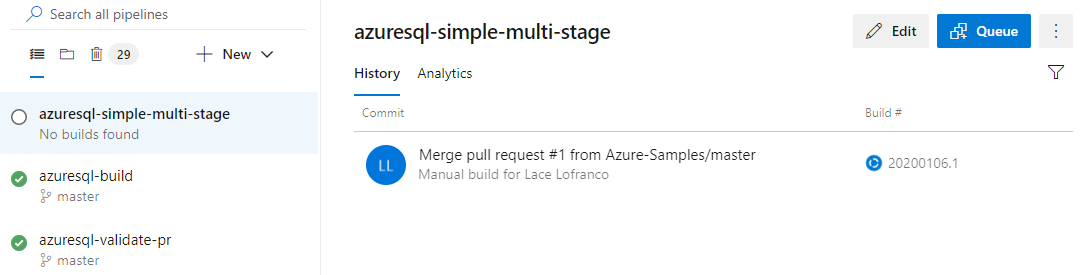 Search all pipelines
29
New
azuresql-simple-multi-stage
No builds found
azuresql-build
master
azuresql-validate-pr
master
azuresql-simple-multi-stage
Edit
Queue
History
Analytics
Commit
Build #
LL
Merge pull request #1 from Azure-Samples/master
Manual build for Lace Lofranco
20200106.1